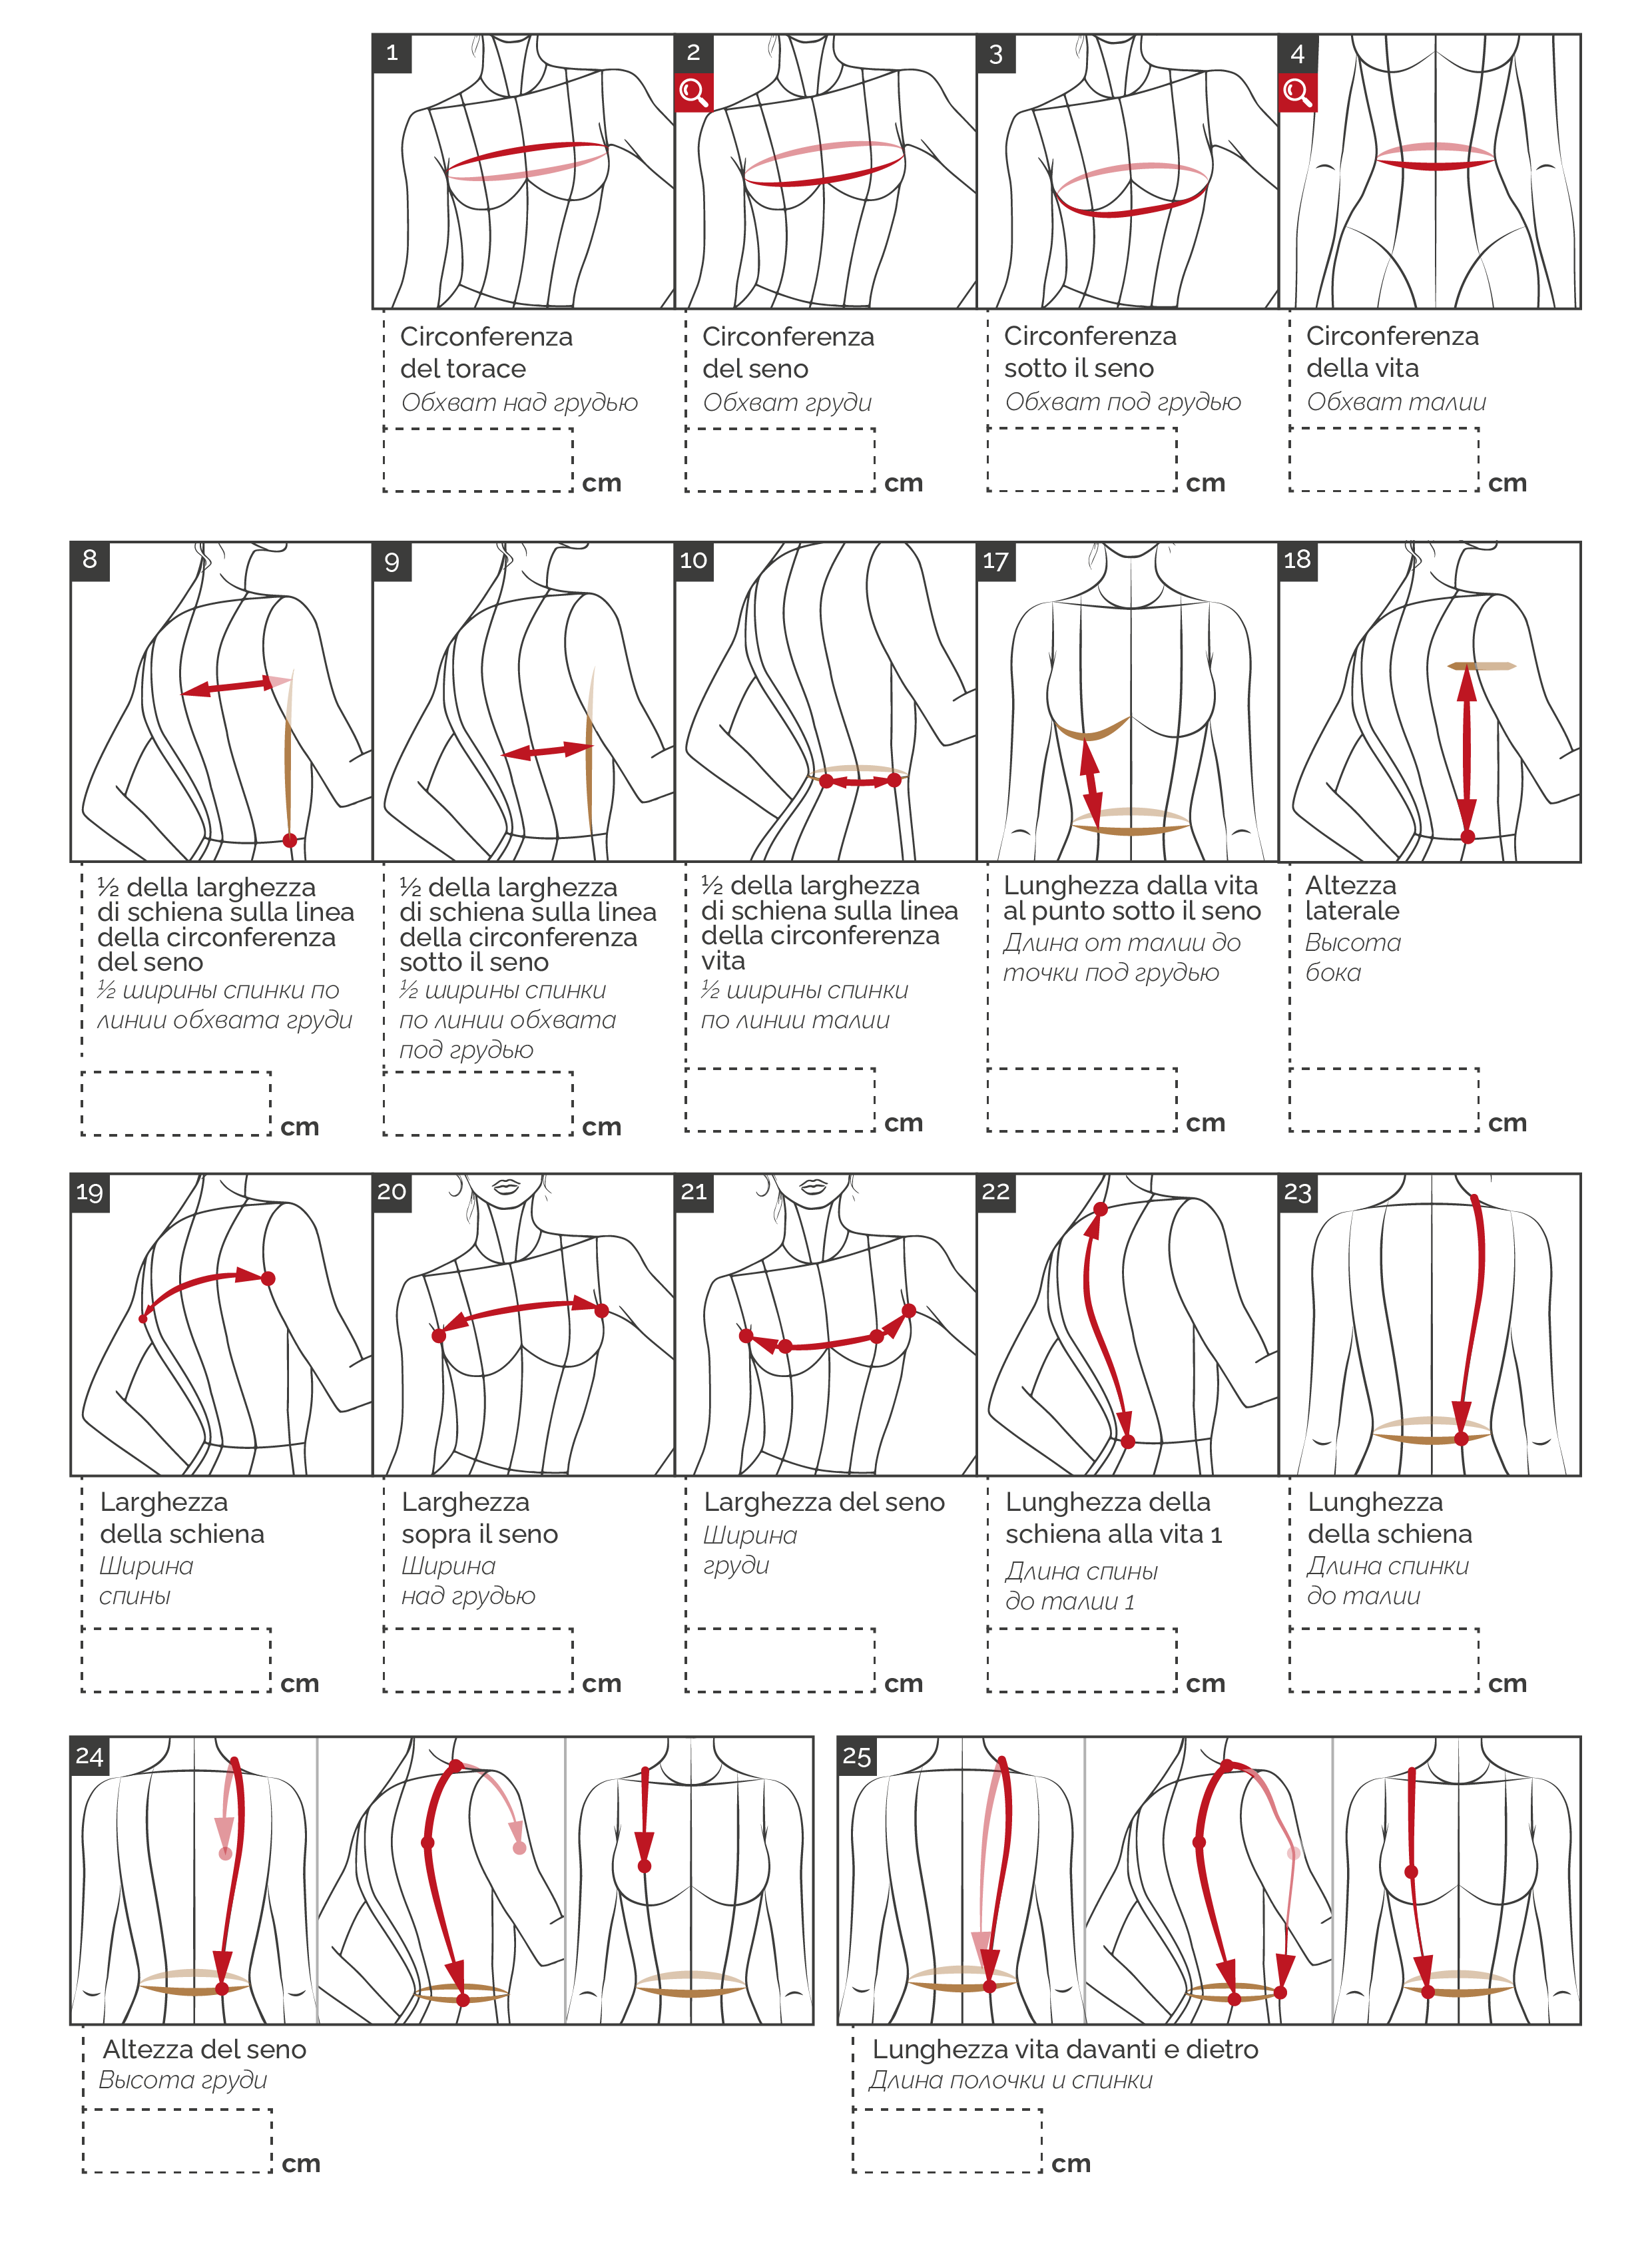 1
2
3
4
Circonferenza
del torace
Обхват над грудью
cm
Circonferenza
del seno
Обхват груди
cm
Circonferenza
sotto il seno
Обхват под грудью
cm
Circonferenza
della vita
Обхват талии
cm
8
9
10
17
18
½ della larghezza
di schiena sulla linea
della circonferenza
del seno
½ ширины спинки по
линии обхвата груди
cm
½ della larghezza
di schiena sulla linea
della circonferenza
sotto il seno
½ ширины спинки
по линии обхвата
под грудью
cm
½ della larghezza
di schiena sulla linea
della circonferenza
vita
½ ширины спинки
по линии талии
cm
Lunghezza dalla vita
al punto sotto il seno
Длина от талии до
точки под грудью
cm
Altezza
laterale
Высота
бока
cm
19
20
21
22
23
Larghezza
della schiena
Ширина
спины
cm
Larghezza
sopra il seno
Ширина
над грудью
cm
Larghezza del seno
Ширина
груди
cm
Lunghezza della
schiena alla vita 1
Длина спины
до талии 1
cm
Lunghezza
della schiena
Длина спинки
до талии
cm
24
25
Altezza del seno
Высота груди
cm
Lunghezza vita davanti e dietro
Длина полочки и спинки
cm